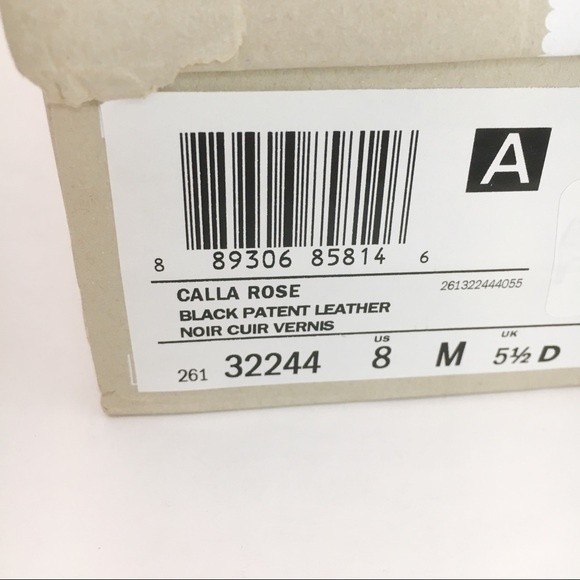 A
8 89306 85814 6
CALLA ROSE 261322444055
BLACK PATENT LEATHER
NOIR CUIR VERNIS
US UK
261 32244 8 M 5½ D